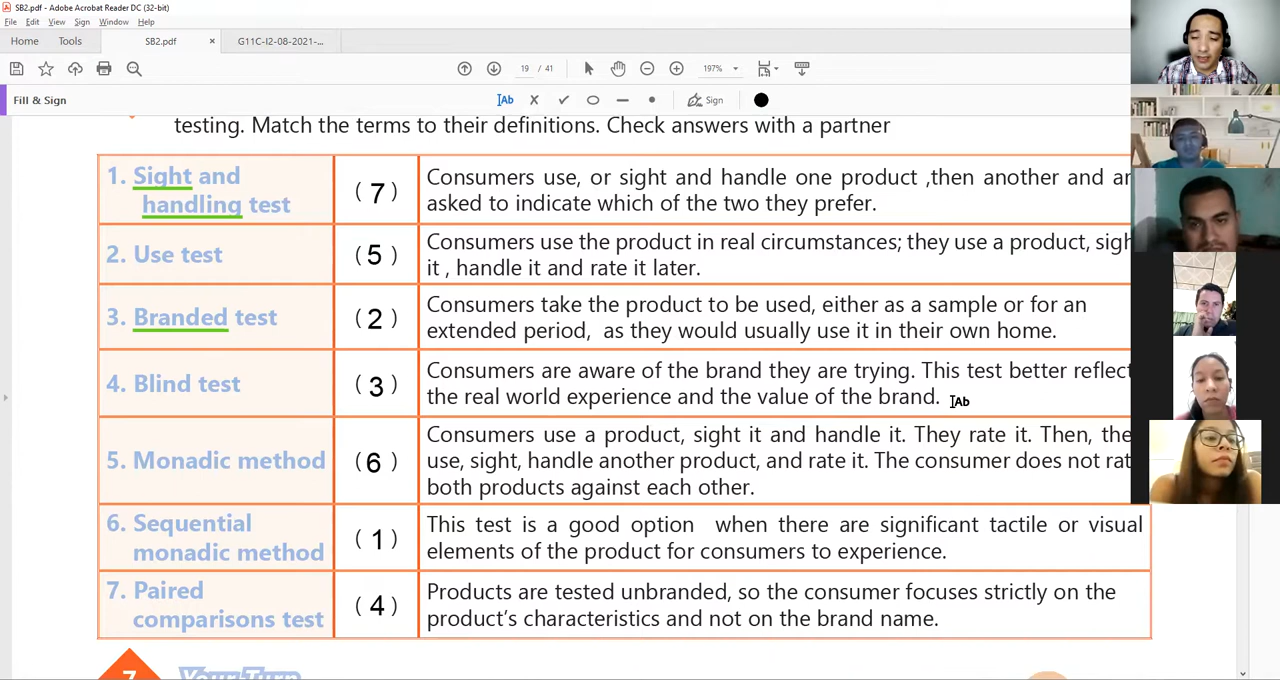 SB2.pdf - Adobe Acrobat Reader DC (32-bit)
File Edit View Sign Window Help
Home Tools SB2.pdf × G11C-I2-08-2021-...
19 / 41 197%
Fill & Sign Ab Sign
testing. Match the terms to their definitions. Check answers with a partner
1. Sight and
handling test
(7)
Consumers use, or sight and handle one product ,then another and
asked to indicate which of the two they prefer.
2. Use test
(5)
Consumers use the product in real circumstances; they use a product,
it , handle it and rate it later.
3. Branded test
(2)
Consumers take the product to be used, either as a sample or for an
extended period, as they would usually use it in their own home.
4. Blind test
(3)
Consumers are aware of the brand they are trying. This test better reflect
the real world experience and the value of the brand. Ab
5. Monadic method
(6)
Consumers use a product, sight it and handle it. They rate it. Then,
use, sight, handle another product, and rate it. The consumer does not
both products against each other.
6. Sequential
monadic method
(1)
This test is a good option when there are significant tactile or visual
elements of the product for consumers to experience.
7. Paired
comparisons test
(4)
Products are tested unbranded, so the consumer focuses strictly on the
product's characteristics and not on the brand name.
7 Your Turn